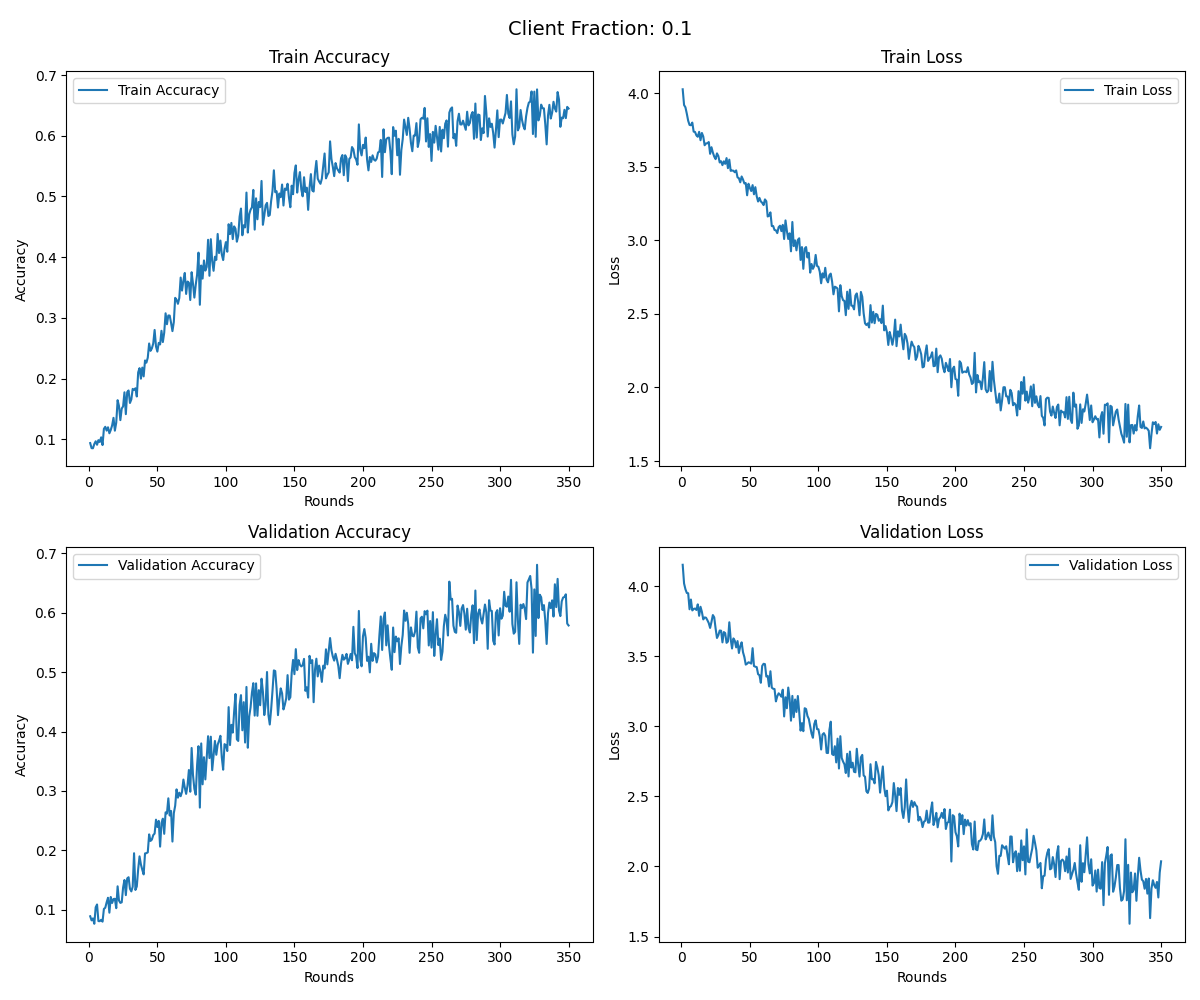 Client Fraction: 0.1
Train Accuracy
Train Accuracy
Accuracy
0.7
0.6
0.5
0.4
0.3
0.2
0.1
0 50 100 150 200 250 300 350
Rounds
Train Loss
Train Loss
Loss
4.0
3.5
3.0
2.5
2.0
1.5
0 50 100 150 200 250 300 350
Rounds
Validation Accuracy
Validation Accuracy
Accuracy
0.7
0.6
0.5
0.4
0.3
0.2
0.1
0 50 100 150 200 250 300 350
Rounds
Validation Loss
Validation Loss
Loss
4.0
3.5
3.0
2.5
2.0
1.5
0 50 100 150 200 250 300 350
Rounds